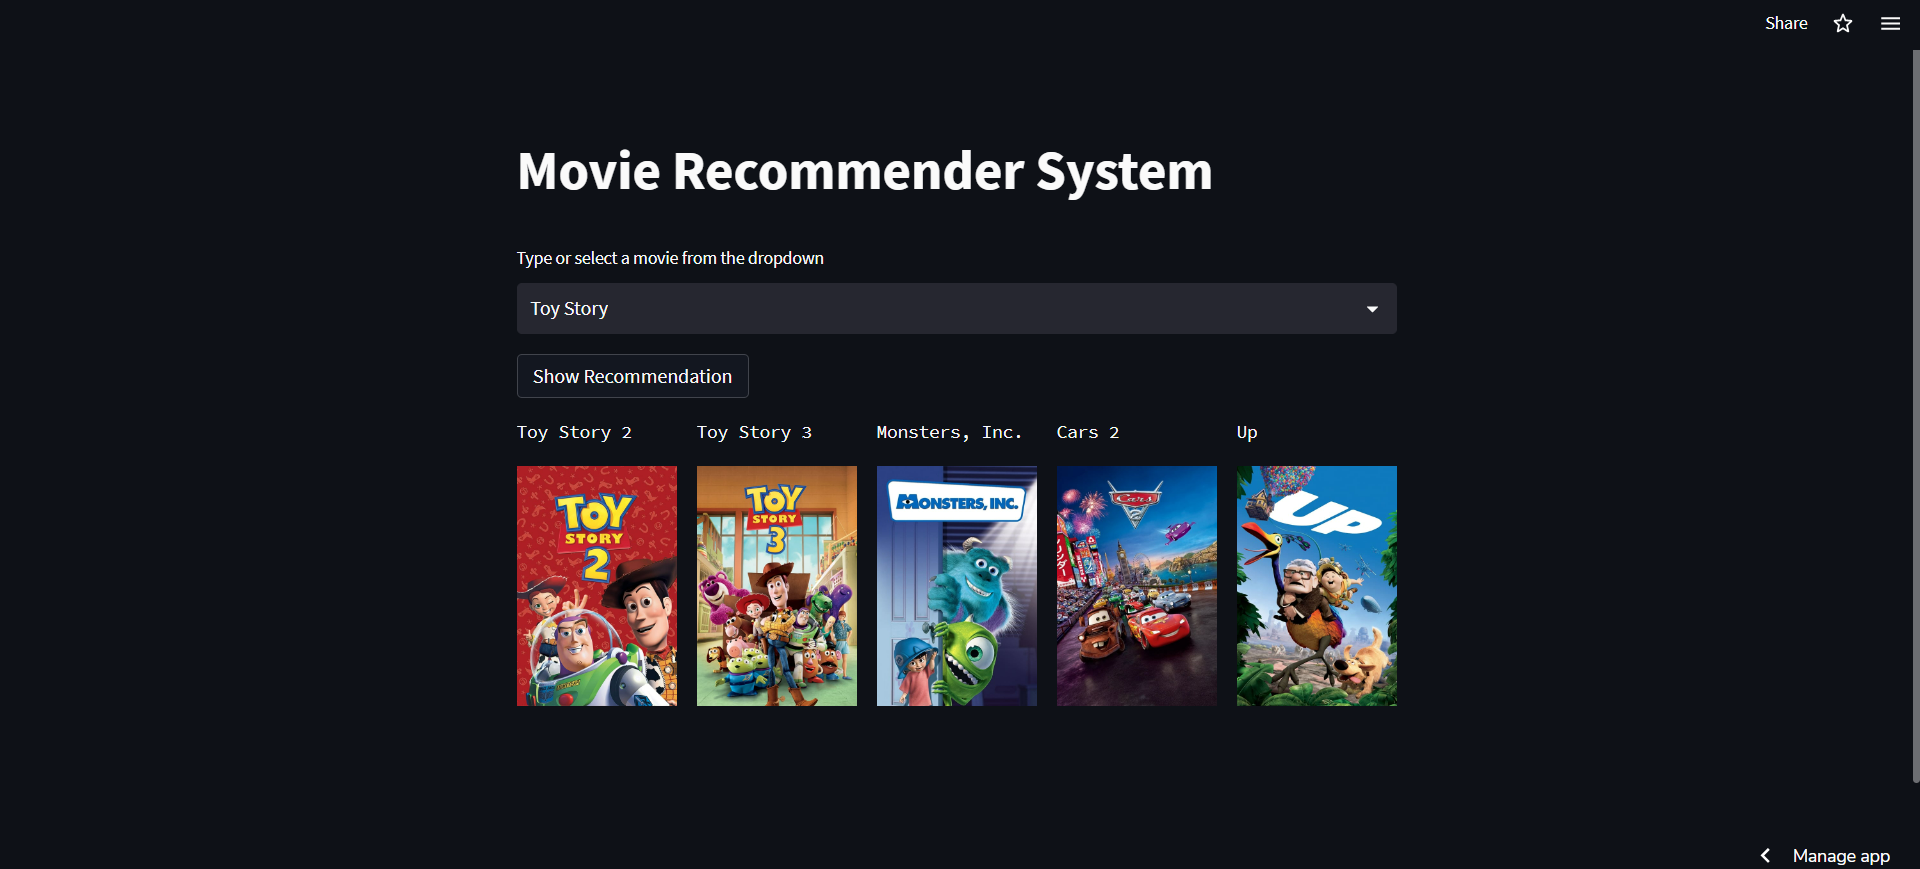 Share
Movie Recommender System
Type or select a movie from the dropdown
Toy Story
Show Recommendation
Toy Story 2 Toy Story 3 Monsters, Inc. Cars 2 Up
TOY
STORY
2
TOY
STORY
3
MONSTERS, INC.
Cars
2
UP
Manage app